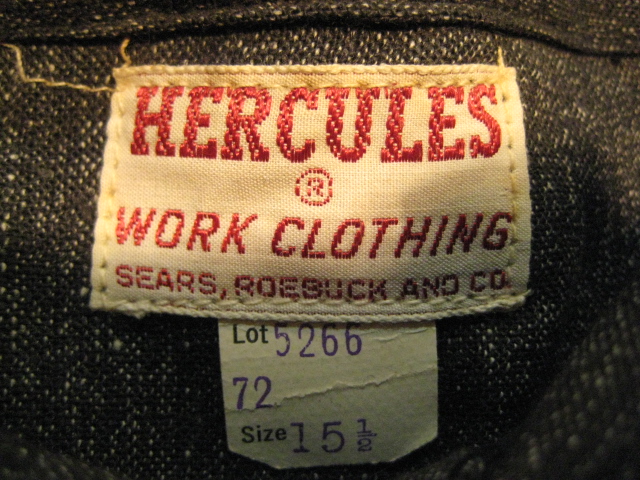 HERCULES
®
WORK CLOTHING
SEARS, ROEBUCK AND CO.
Lot 5266
72
Size 15 ½